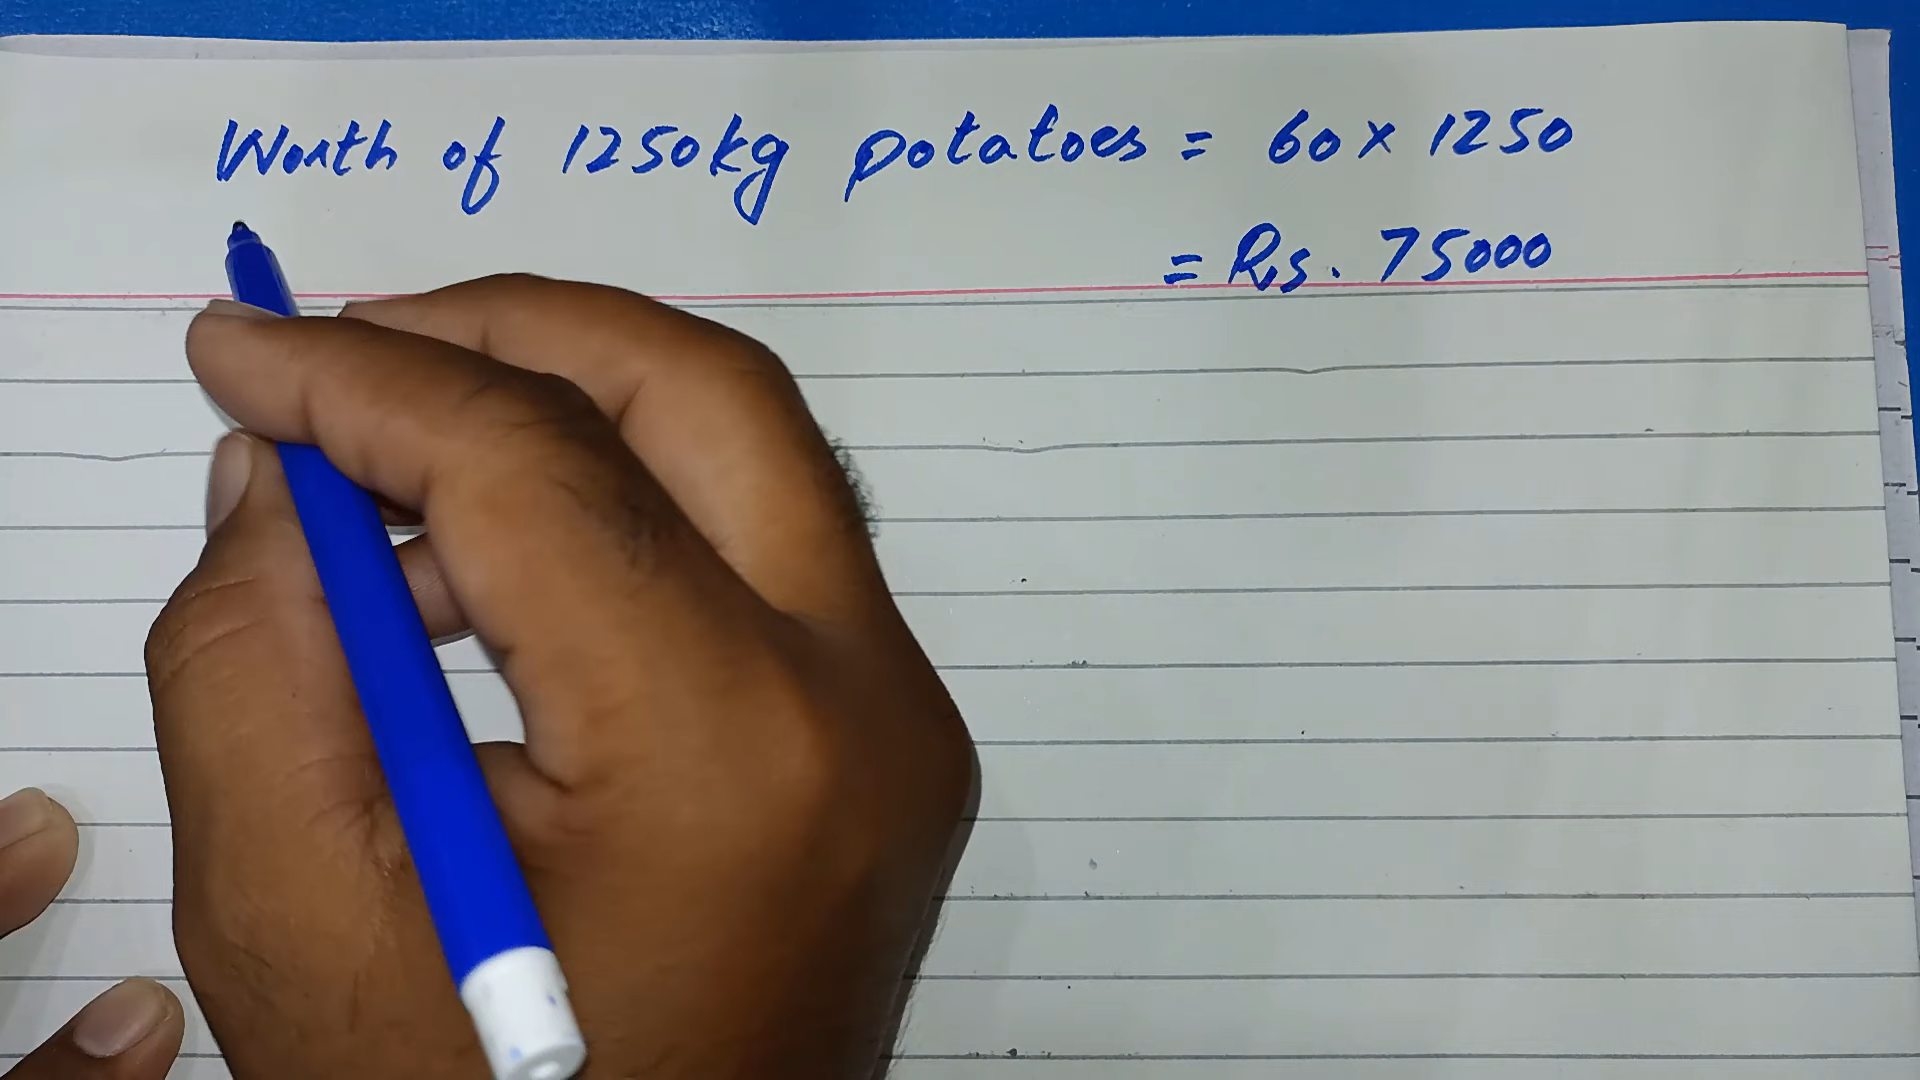 Worth of 1250kg potatoes = 60 × 1250
= Rs. 75000